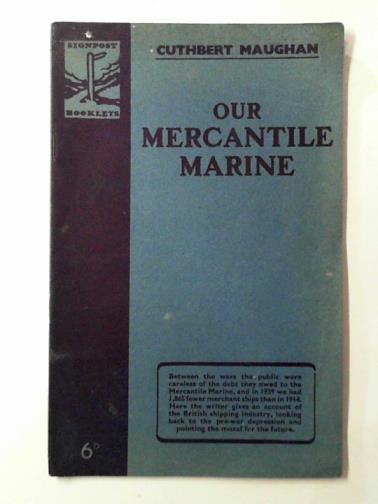 SIGNPOST
BOOKLETS
CUTHBERT MAUGHAN
OUR
MERCANTILE
MARINE
Between the wars the public were
careless of the debt they owed to the
Mercantile Marine, and in 1939 we had
1,865 fewer merchant ships than in 1914.
Here the writer gives an account of
the British shipping industry, looking
back to the pre-war depression and
pointing the moral for the future.
6D